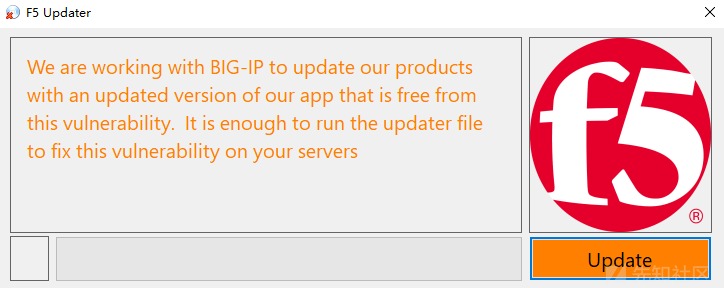 F5 Updater
We are working with BIG-IP to update our products
with an updated version of our app that is free from
this vulnerability.  It is enough to run the updater file
to fix this vulnerability on your servers
f5
®
Update
先知社区